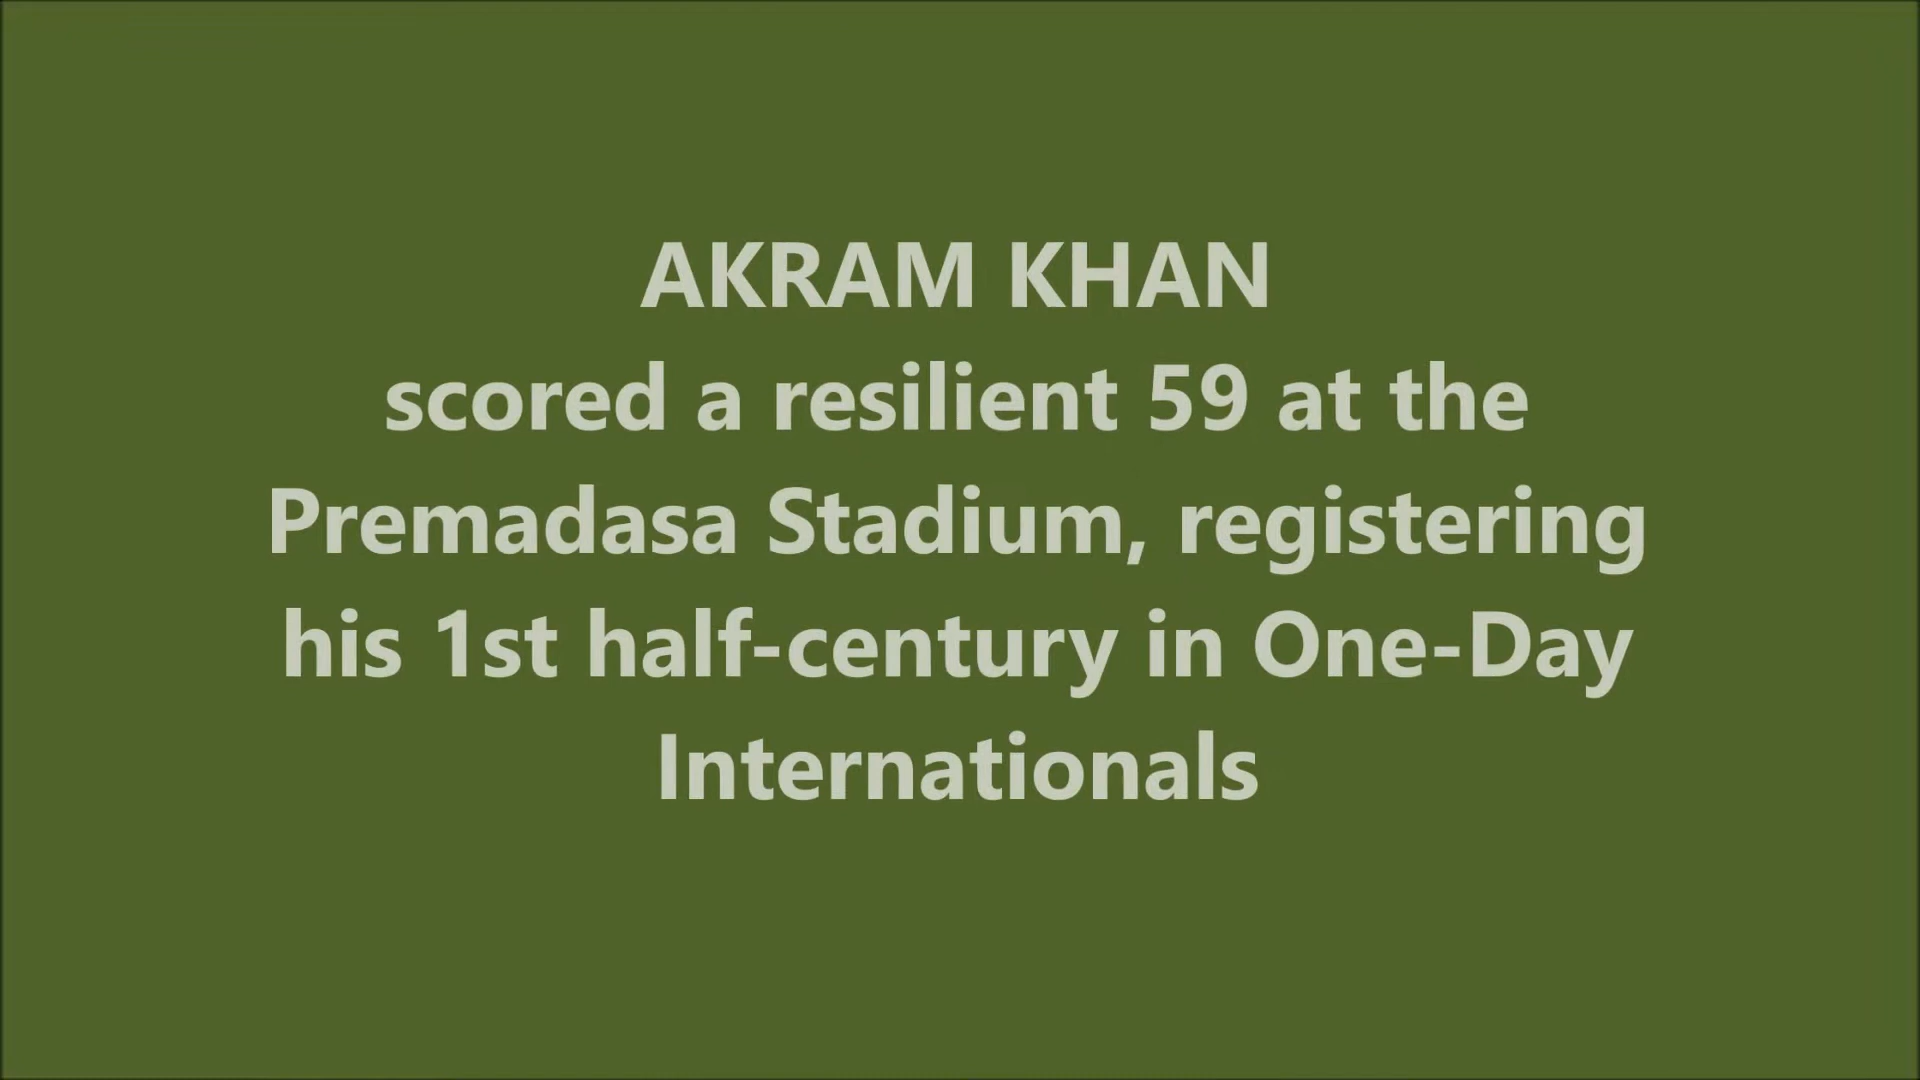 AKRAM KHAN
scored a resilient 59 at the
Premadasa Stadium, registering
his 1st half-century in One-Day
Internationals